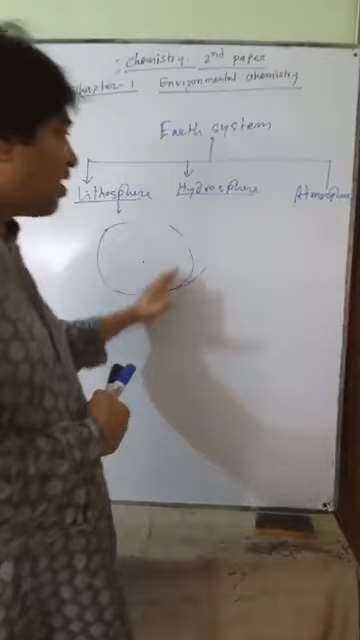 Chemistry 2nd paper
Chapter-1 Environmental chemistry
Earth system
Lithosphere Hydrosphere Atmosphere